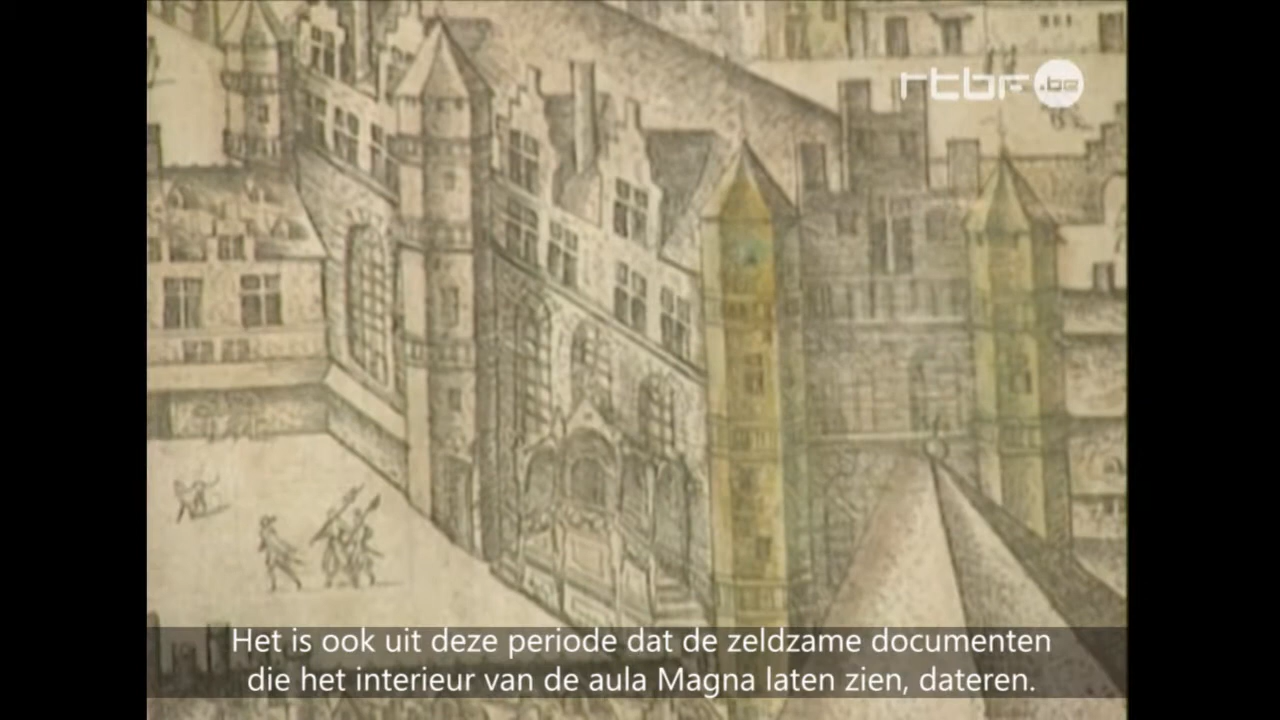 rtbf.be
Het is ook uit deze periode dat de zeldzame documenten
die het interieur van de aula Magna laten zien, dateren.